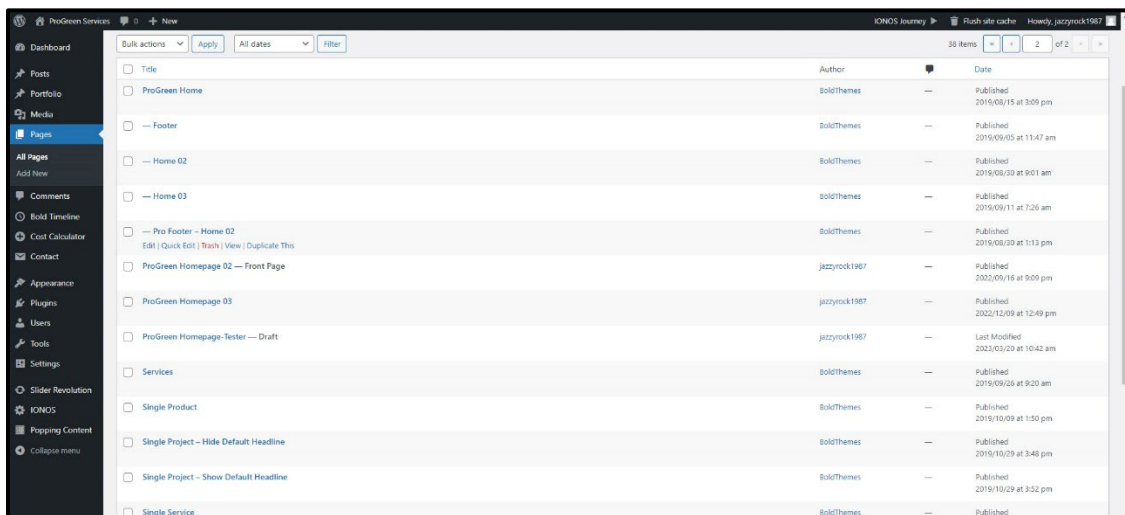 ProGreen Services 0 + New IONOS Journey Flush site cache Howdy, jazzyrock1987
Dashboard
Posts
Portfolio
Media
Pages
All Pages
Add New
Comments
Bold Timeline
Cost Calculator
Contact
Appearance
Plugins
Users
Tools
Settings
Slider Revolution
IONOS
Popping Content
Collapse menu
Bulk actions Apply All dates Filter 38 items « ‹ 2 of 2 › »
Title Author Date
ProGreen Home BoldThemes — Published
2019/08/15 at 3:09 pm
— Footer BoldThemes — Published
2019/09/05 at 11:47 am
— Home 02 BoldThemes — Published
2019/08/30 at 9:01 am
— Home 03 BoldThemes — Published
2019/09/11 at 7:26 am
— Pro Footer – Home 02 BoldThemes — Published
Edit | Quick Edit | Trash | View | Duplicate This 2019/08/30 at 1:13 pm
ProGreen Homepage 02 — Front Page jazzyrock1987 — Published
2022/09/16 at 9:09 pm
ProGreen Homepage 03 jazzyrock1987 — Published
2022/12/09 at 12:49 pm
ProGreen Homepage-Tester — Draft jazzyrock1987 — Last Modified
2023/03/20 at 10:42 am
Services BoldThemes — Published
2019/09/26 at 9:20 am
Single Product BoldThemes — Published
2019/10/09 at 1:50 pm
Single Project – Hide Default Headline BoldThemes — Published
2019/10/29 at 3:48 pm
Single Project – Show Default Headline BoldThemes — Published
2019/10/29 at 3:52 pm
Single Service BoldThemes — Published